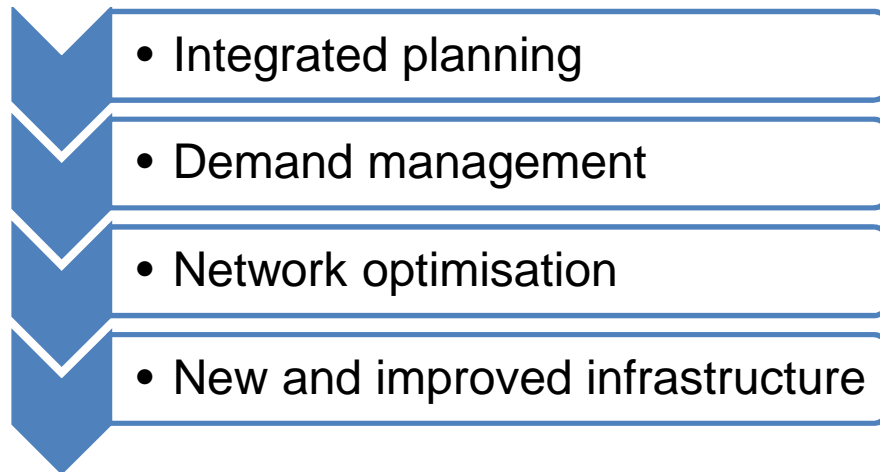 • Integrated planning
• Demand management
• Network optimisation
• New and improved infrastructure